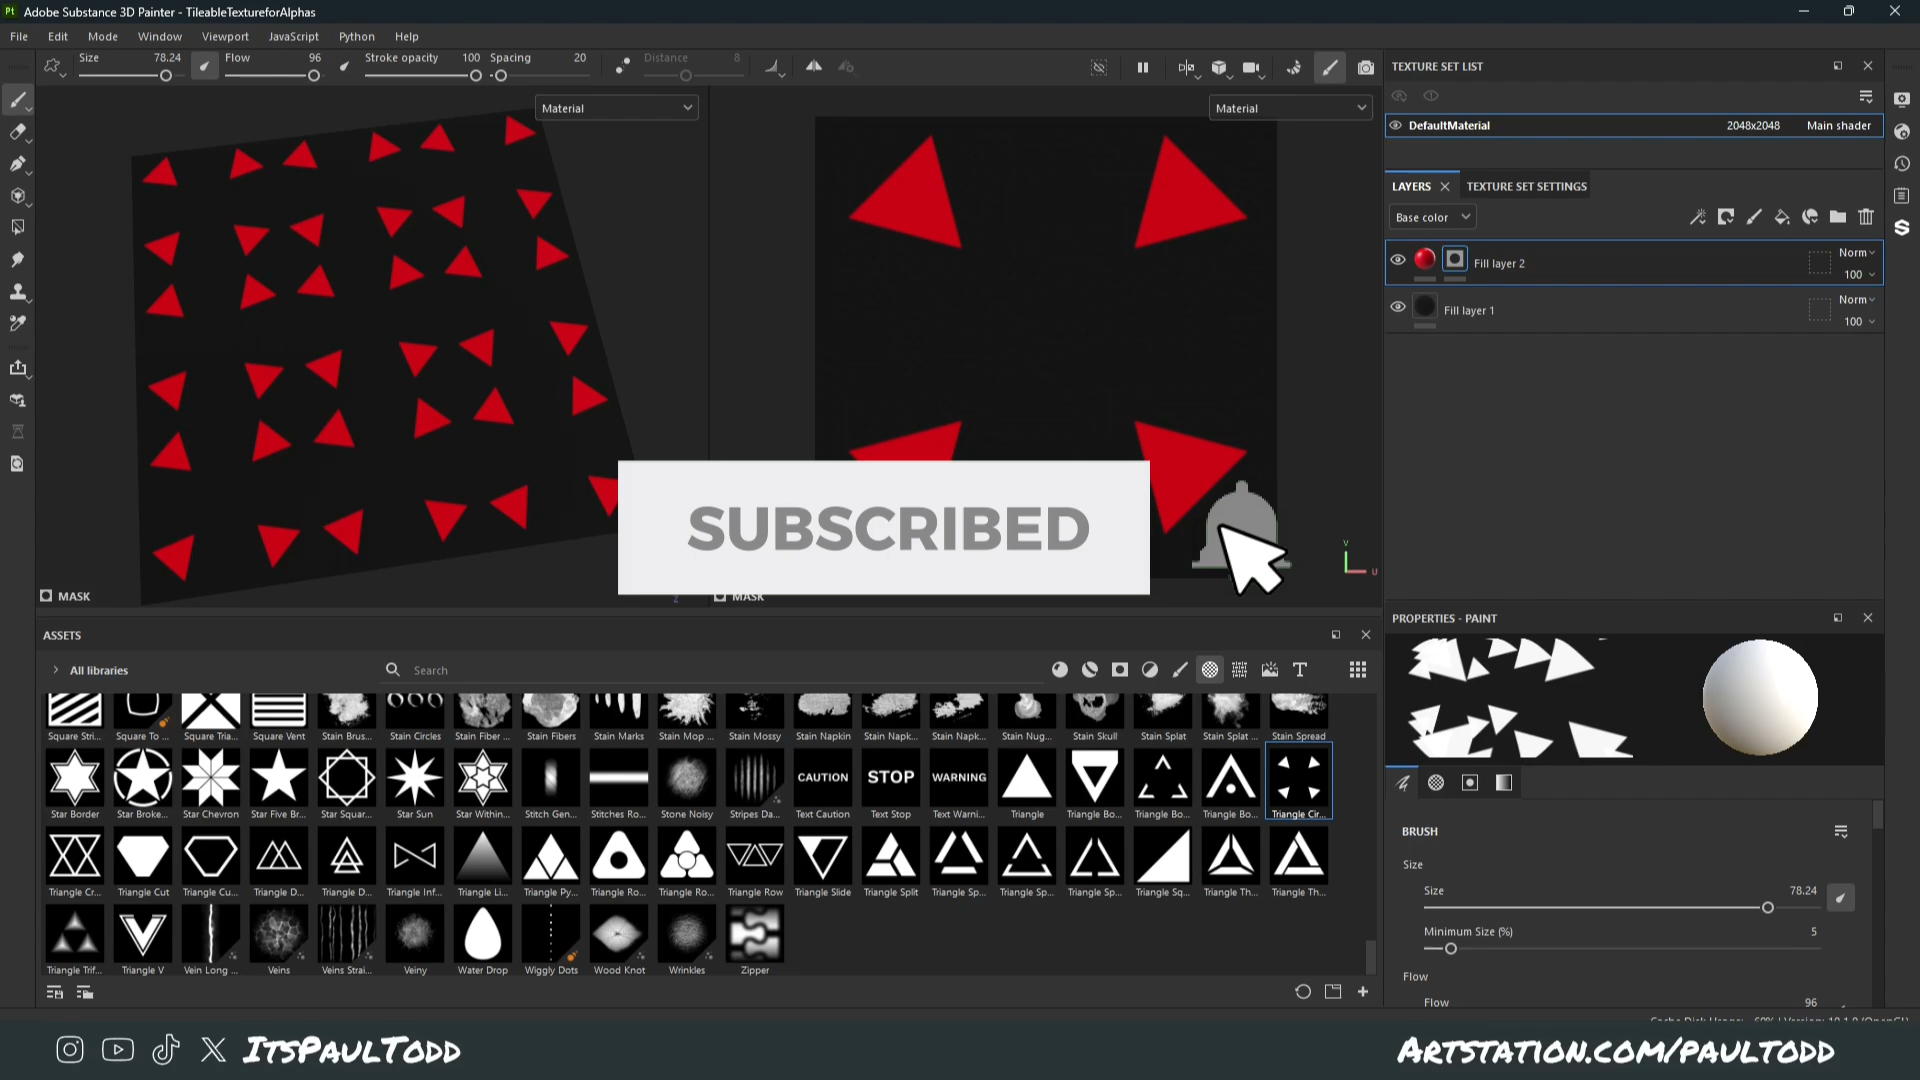 Pt Adobe Substance 3D Painter - TileableTextureforAlphas
File Edit Mode Window Viewport JavaScript Python Help
Size 78.24 Flow 96 Stroke opacity 100 Spacing 20 Distance 8
Material
Material
MASK
MASK
SUBSCRIBED
V
U
Z
TEXTURE SET LIST
DefaultMaterial 2048x2048 Main shader
LAYERS TEXTURE SET SETTINGS
Base color
Fill layer 2 Norm 100
Fill layer 1 Norm 100
ASSETS
All libraries Search
Square Stri... Square To ... Square Tria... Square Vent Stain Brus... Stain Circles Stain Fiber ... Stain Fibers Stain Marks Stain Mop ... Stain Mossy Stain Napkin Stain Napk... Stain Napk... Stain Nug... Stain Skull Stain Splat Stain Splat ... Stain Spread
CAUTION STOP WARNING
Star Border Star Broke... Star Chevron Star Five Br... Star Squar... Star Sun Star Within... Stitch Gen... Stitches Ro... Stone Noisy Stripes Da... Text Caution Text Stop Text Warni... Triangle Triangle Bo... Triangle Bo... Triangle Bo... Triangle Cir...
Triangle Cr... Triangle Cut Triangle Cu... Triangle D... Triangle D... Triangle Inf... Triangle Li... Triangle Py... Triangle Ro... Triangle Ro... Triangle Row Triangle Slide Triangle Split Triangle Sp... Triangle Sp... Triangle Sp... Triangle Sq... Triangle Th... Triangle Th...
Triangle Trif... Triangle V Vein Long ... Veins Veins Strai... Veiny Water Drop Wiggly Dots Wood Knot Wrinkles Zipper
PROPERTIES - PAINT
BRUSH
Size
Size 78.24
Minimum Size (%) 5
Flow
Flow 96
ItsPaulTodd
Artstation.com/paultodd